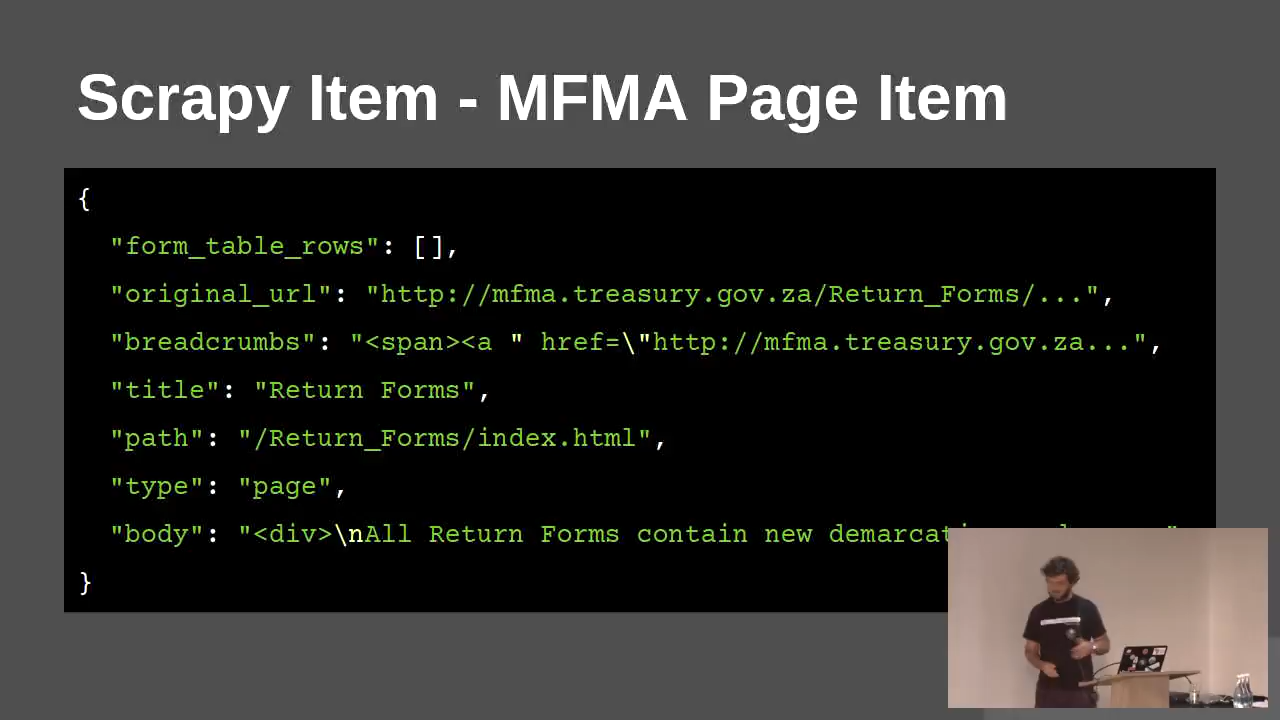 Scrapy Item - MFMA Page Item
{
"form_table_rows": [],
"original_url": "http://mfma.treasury.gov.za/Return_Forms/...",
"breadcrumbs": "<span><a " href=\"http://mfma.treasury.gov.za...",
"title": "Return Forms",
"path": "/Return_Forms/index.html",
"type": "page",
"body": "<div>\nAll Return Forms contain new
}